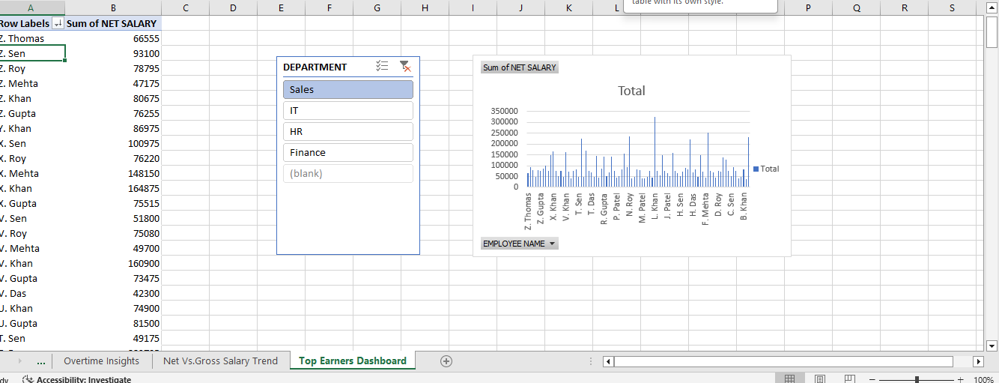 table with its own style.
A B C D E F G H I J K L P Q R S
Row Labels Sum of NET SALARY
Z. Thomas 66555
Z. Sen 93100
Z. Roy 78795
Z. Mehta 47175
Z. Khan 80675
Z. Gupta 76255
Y. Khan 86975
X. Sen 100975
X. Roy 76220
X. Mehta 148150
X. Khan 164875
X. Gupta 75515
V. Sen 51800
V. Roy 75080
V. Mehta 49700
V. Khan 160900
V. Gupta 73475
V. Das 42300
U. Khan 74900
U. Gupta 81500
T. Sen 49175
DEPARTMENT
Sales
IT
HR
Finance
(blank)
Sum of NET SALARY
Total
350000
300000
250000
200000
150000
100000
50000
0
Total
Z. Thomas
Z. Gupta
X. Khan
V. Khan
T. Sen
T. Das
R. Gupta
P. Patel
N. Roy
M. Patel
L. Khan
J. Patel
H. Sen
H. Das
F. Mehta
D. Roy
C. Sen
B. Khan
EMPLOYEE NAME
... Overtime Insights Net Vs.Gross Salary Trend Top Earners Dashboard
Accessibility: Investigate 100%